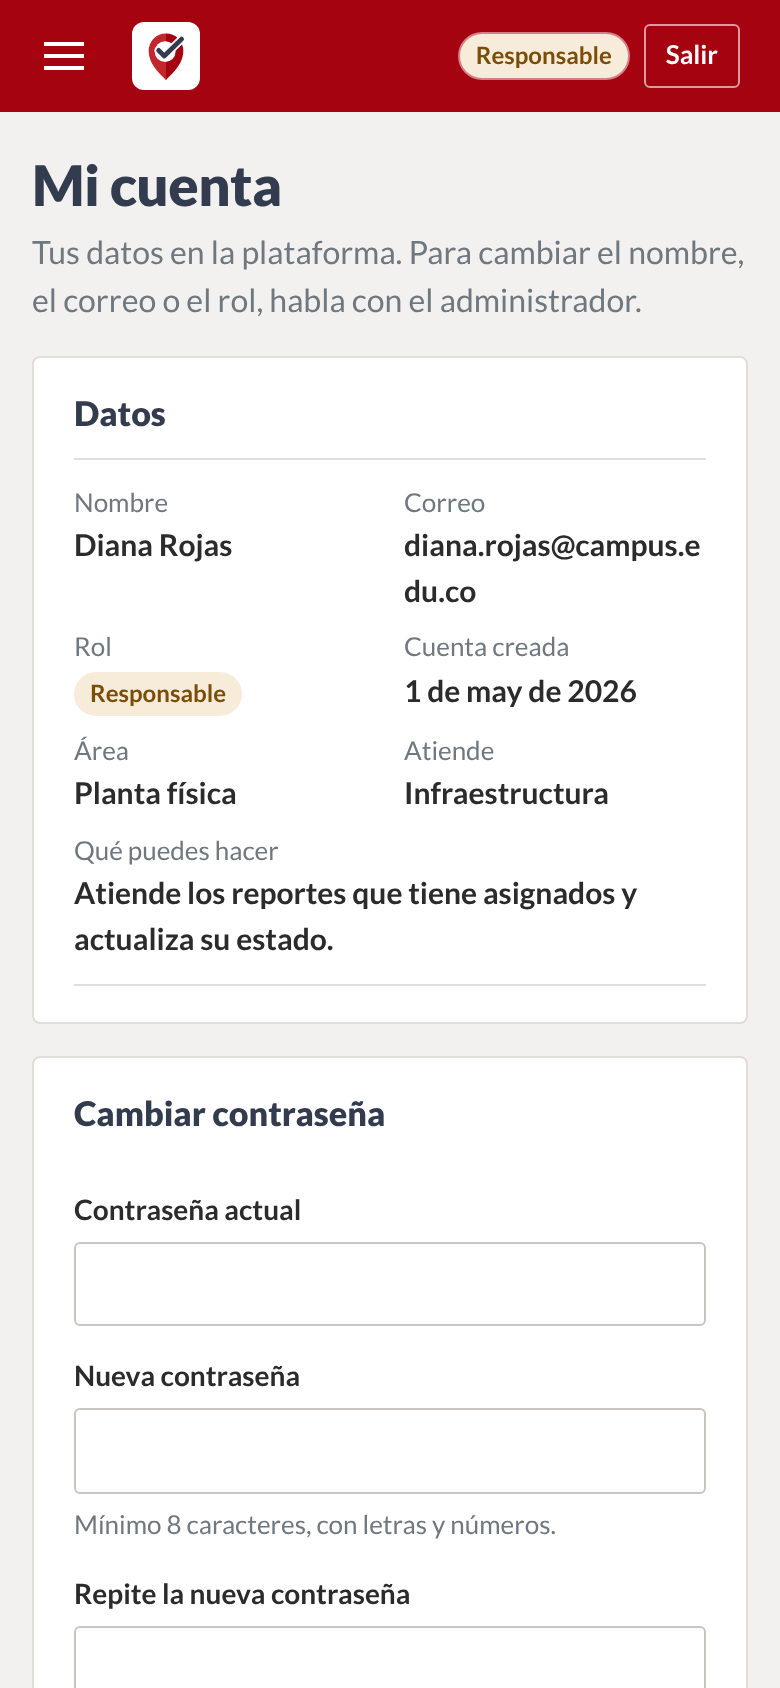 Responsable
Salir
Mi cuenta
Tus datos en la plataforma. Para cambiar el nombre,
el correo o el rol, habla con el administrador.
Datos
Nombre
Correo
Diana Rojas
diana.rojas@campus.e
du.co
Rol
Cuenta creada
Responsable
1 de may de 2026
Área
Atiende
Planta física
Infraestructura
Qué puedes hacer
Atiende los reportes que tiene asignados y
actualiza su estado.
Cambiar contraseña
Contraseña actual
Nueva contraseña
Mínimo 8 caracteres, con letras y números.
Repite la nueva contraseña